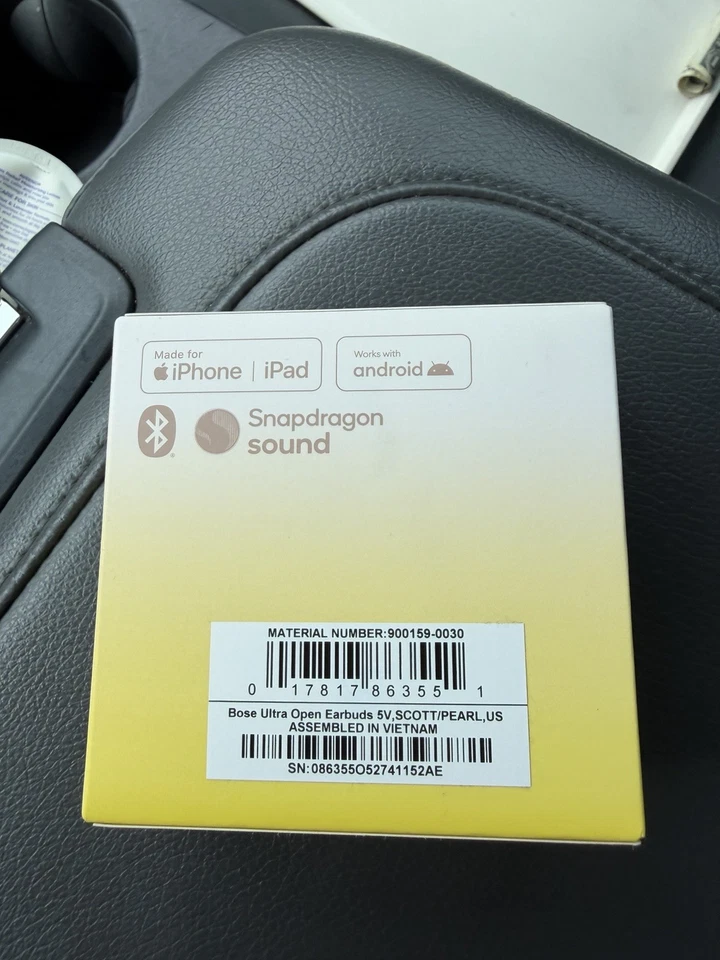 Made for
iPhone | iPad
Works with
android
Snapdragon
sound
MATERIAL NUMBER:900159-0030
0 17817 86355 1
Bose Ultra Open Earbuds 5V,SCOTT/PEARL,US
ASSEMBLED IN VIETNAM
SN:086355O52741152AE